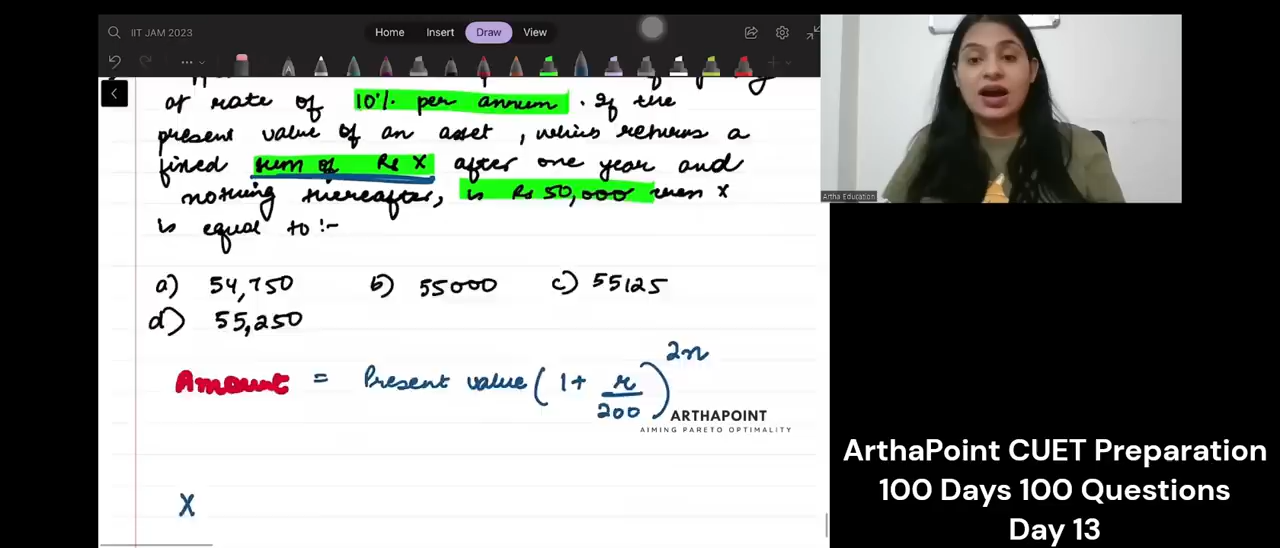 IIT JAM 2023
Home Insert Draw View
at rate of 10% per annum . If the
present value of an asset, which returns a
fixed sum of Rs X after one year and
nothing thereafter, is Rs 50,000 then X
is equal to :-
a) 54,750 b) 55000 c) 55125
d) 55,250
Amount = Present value (1 + r/200)^2n
ARTHAPOINT
AIMING PARETO OPTIMALITY
X
Artha Education
ArthaPoint CUET Preparation
100 Days 100 Questions
Day 13